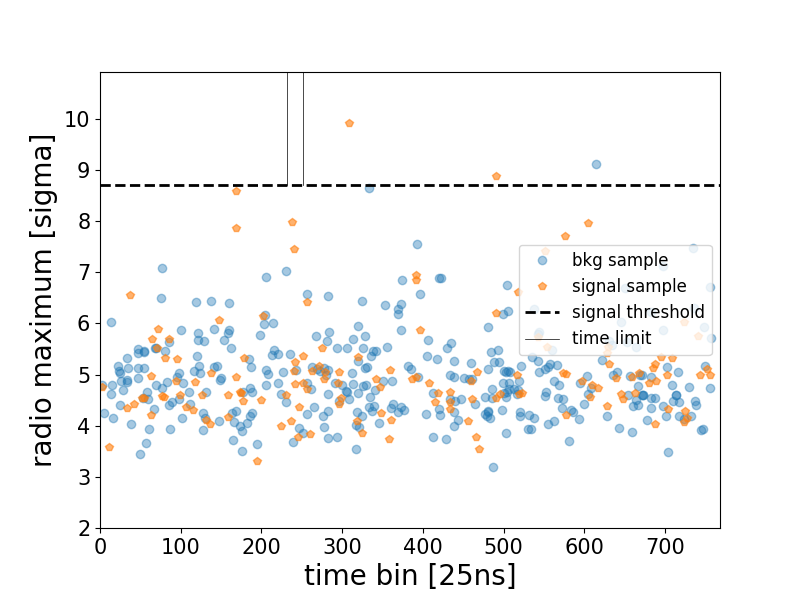 radio maximum [sigma]
10
9
8
7
6
5
4
3
2
bkg sample
signal sample
signal threshold
time limit
0 100 200 300 400 500 600 700
time bin [25ns]